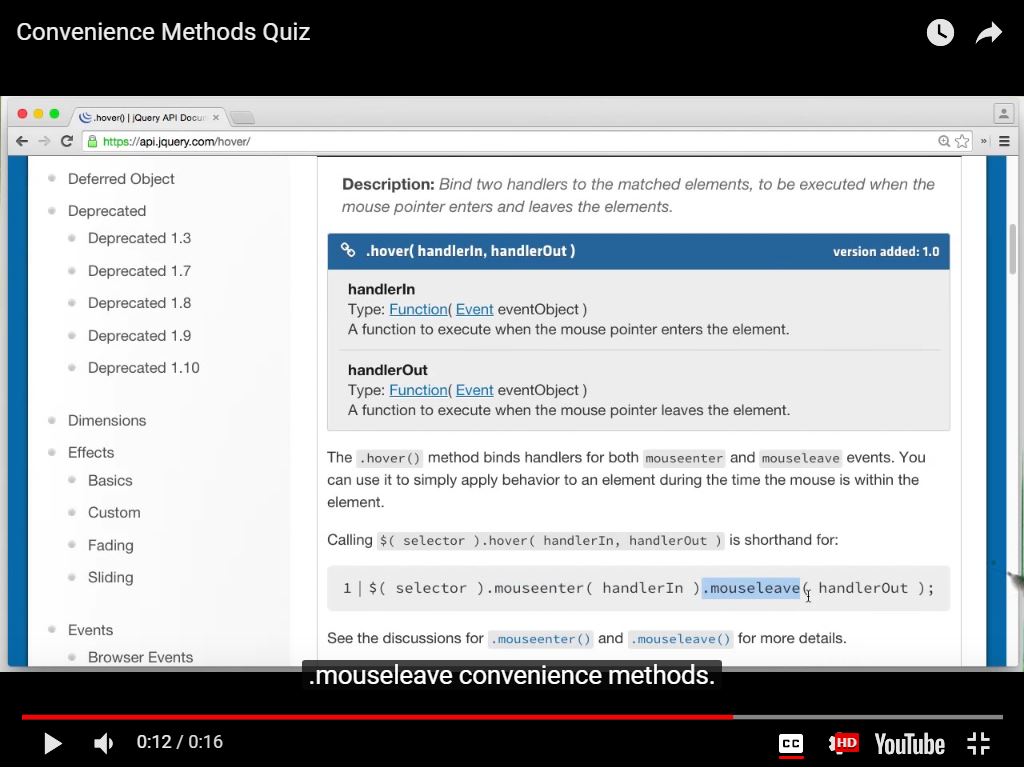 Convenience Methods Quiz
.hover() | jQuery API Docu
https://api.jquery.com/hover/
Deferred Object
Deprecated
Deprecated 1.3
Deprecated 1.7
Deprecated 1.8
Deprecated 1.9
Deprecated 1.10
Dimensions
Effects
Basics
Custom
Fading
Sliding
Events
Browser Events
Description: Bind two handlers to the matched elements, to be executed when the
mouse pointer enters and leaves the elements.
.hover( handlerIn, handlerOut )
version added: 1.0
handlerIn
Type: Function( Event eventObject )
A function to execute when the mouse pointer enters the element.
handlerOut
Type: Function( Event eventObject )
A function to execute when the mouse pointer leaves the element.
The .hover() method binds handlers for both mouseenter and mouseleave events. You
can use it to simply apply behavior to an element during the time the mouse is within the
element.
Calling $( selector ).hover( handlerIn, handlerOut ) is shorthand for:
1 $( selector ).mouseenter( handlerIn ).mouseleave( handlerOut );
See the discussions for .mouseenter() and .mouseleave() for more details.
.mouseleave convenience methods.
0:12 / 0:16
CC
HD
YouTube